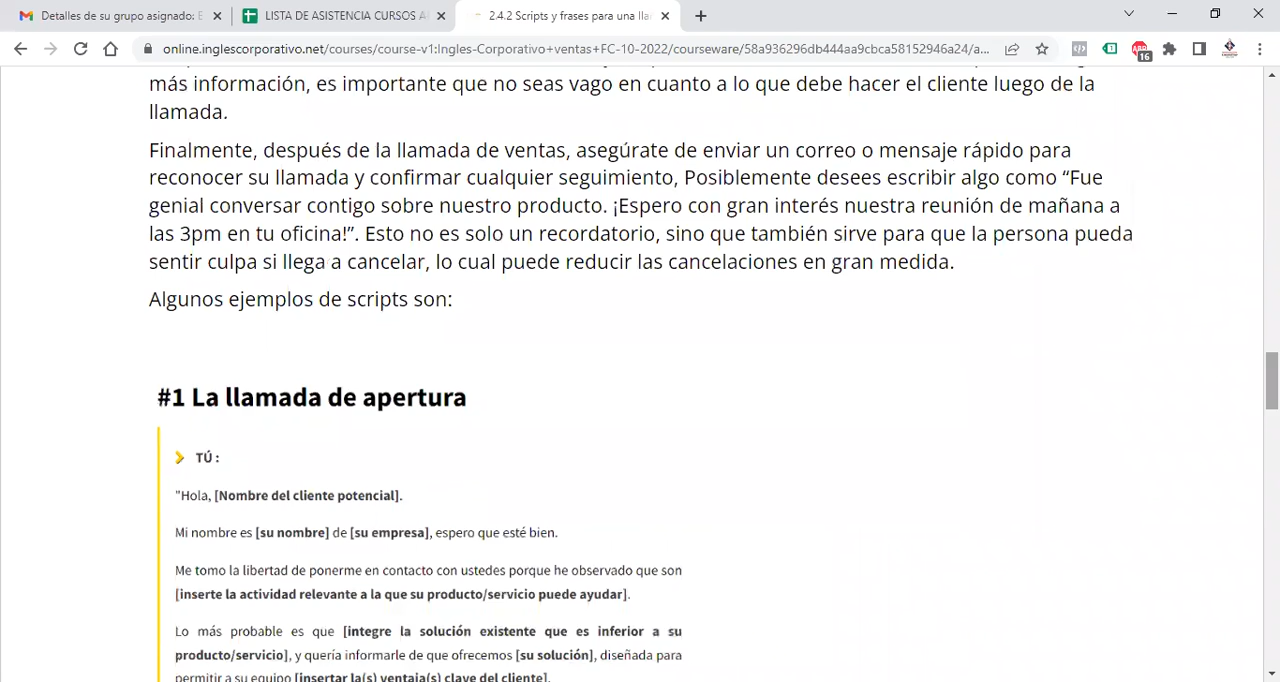 Detalles de su grupo asignado: E
LISTA DE ASISTENCIA CURSOS A
2.4.2 Scripts y frases para una lla
online.inglescorporativo.net/courses/course-v1:Ingles-Corporativo+ventas+FC-10-2022/courseware/58a936296db444aa9cbca58152946a24/a...
16
más información, es importante que no seas vago en cuanto a lo que debe hacer el cliente luego de la
llamada.
Finalmente, después de la llamada de ventas, asegúrate de enviar un correo o mensaje rápido para
reconocer su llamada y confirmar cualquier seguimiento, Posiblemente desees escribir algo como “Fue
genial conversar contigo sobre nuestro producto. ¡Espero con gran interés nuestra reunión de mañana a
las 3pm en tu oficina!”. Esto no es solo un recordatorio, sino que también sirve para que la persona pueda
sentir culpa si llega a cancelar, lo cual puede reducir las cancelaciones en gran medida.
Algunos ejemplos de scripts son:
#1 La llamada de apertura
TÚ :
"Hola, [Nombre del cliente potencial].
Mi nombre es [su nombre] de [su empresa], espero que esté bien.
Me tomo la libertad de ponerme en contacto con ustedes porque he observado que son
[inserte la actividad relevante a la que su producto/servicio puede ayudar].
Lo más probable es que [integre la solución existente que es inferior a su
producto/servicio], y quería informarle de que ofrecemos [su solución], diseñada para
permitir a su equipo [insertar la(s) ventaja(s) clave del cliente].